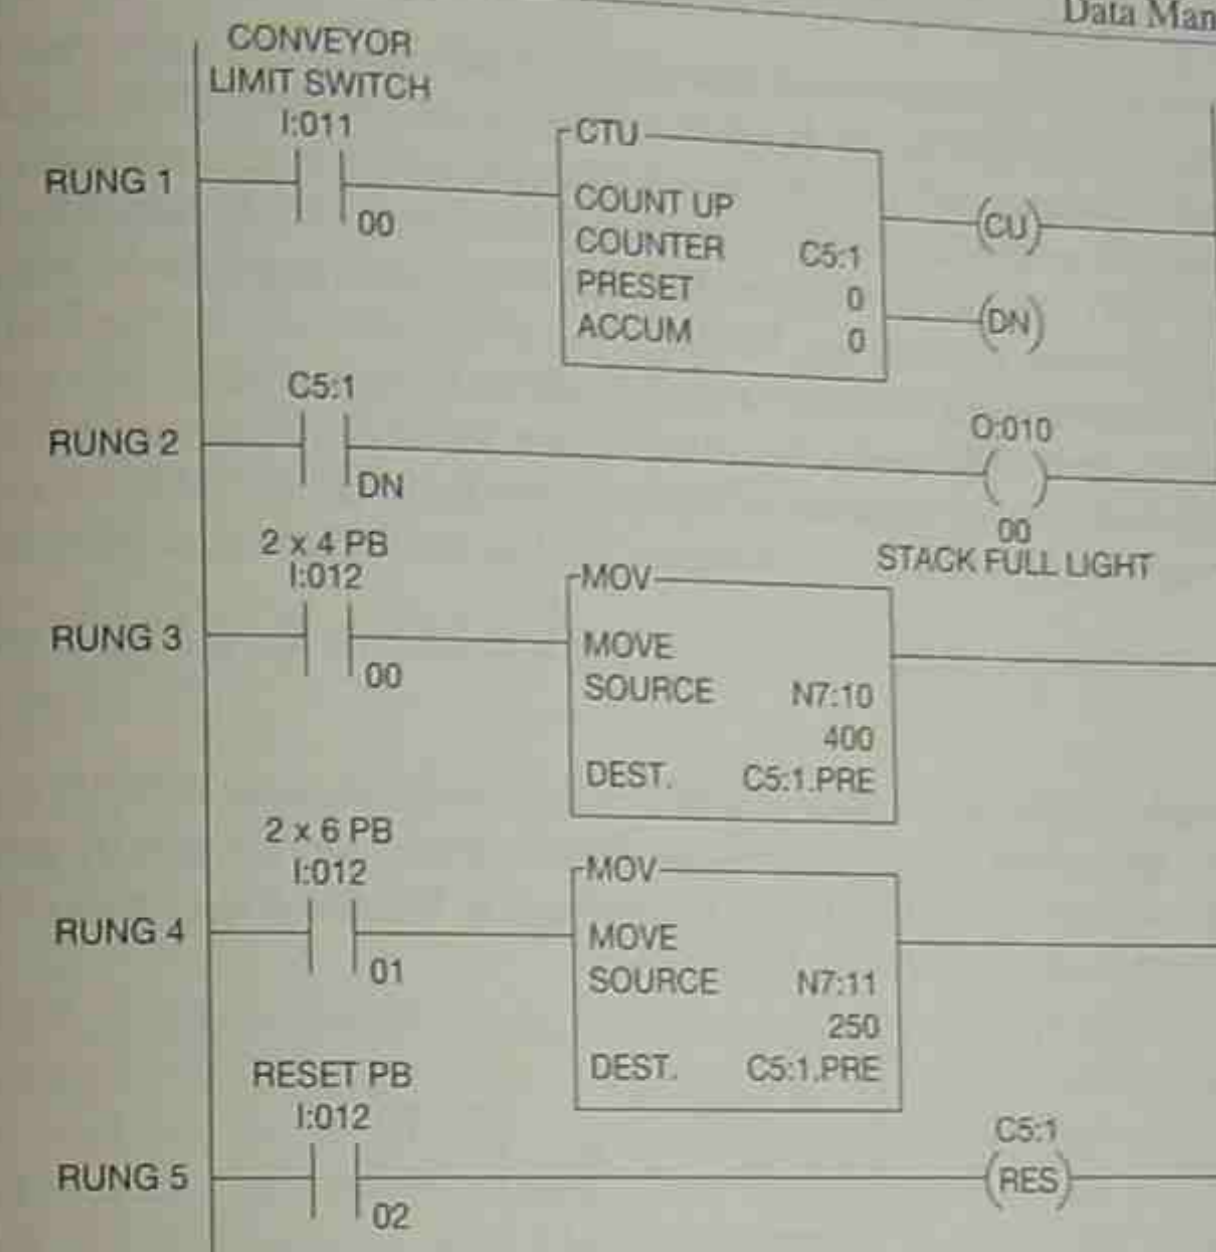 Data Man
CONVEYOR
LIMIT SWITCH
I:011
RUNG 1
00
CTU
COUNT UP
COUNTER C5:1
PRESET 0
ACCUM 0
(CU)
(DN)
C5:1
RUNG 2
DN
O:010
00
STACK FULL LIGHT
2 x 4 PB
I:012
RUNG 3
00
MOV
MOVE
SOURCE N7:10
400
DEST. C5:1.PRE
2 x 6 PB
I:012
RUNG 4
01
MOV
MOVE
SOURCE N7:11
250
DEST. C5:1.PRE
RESET PB
I:012
RUNG 5
02
C5:1
(RES)